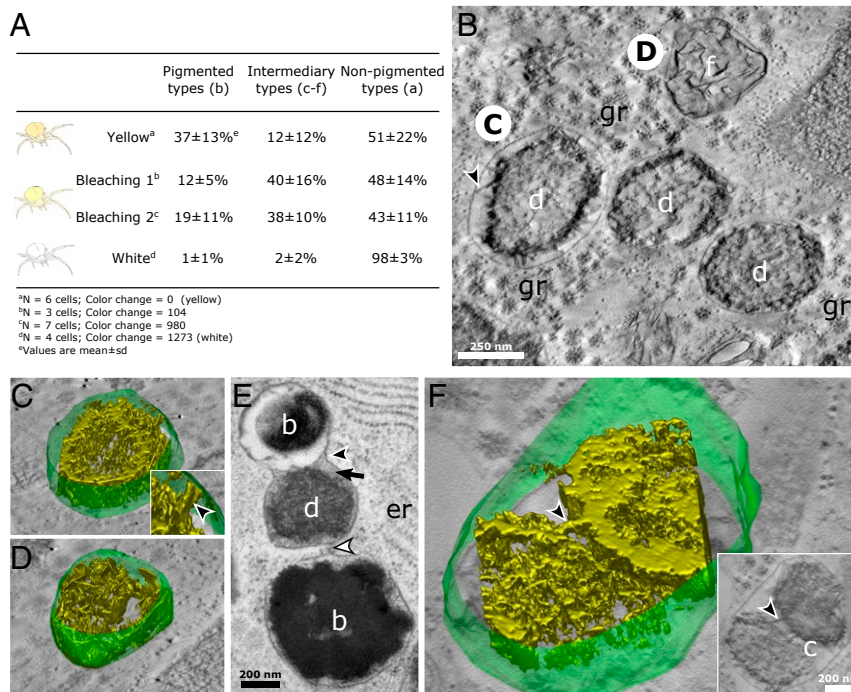 A
Pigmented types (b) Intermediary types (c-f) Non-pigmented types (a)
Yellowᵃ 37±13%ᵉ 12±12% 51±22%
Bleaching 1ᵇ 12±5% 40±16% 48±14%
Bleaching 2ᶜ 19±11% 38±10% 43±11%
Whiteᵈ 1±1% 2±2% 98±3%
ᵃN = 6 cells; Color change = 0 (yellow)
ᵇN = 3 cells; Color change = 104
ᶜN = 7 cells; Color change = 980
ᵈN = 4 cells; Color change = 1273 (white)
ᵉValues are mean±sd
B
D
f
gr
C
d
d
d
gr
gr
250 nm
C
D
E
b
d
er
b
200 nm
F
c
200 nm